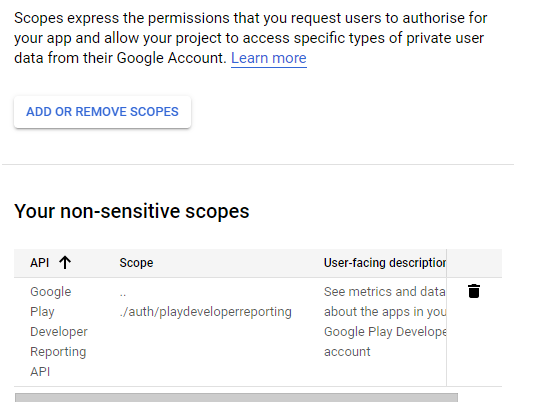 Scopes express the permissions that you request users to authorise for
your app and allow your project to access specific types of private user
data from their Google Account. Learn more
ADD OR REMOVE SCOPES
Your non-sensitive scopes
API Scope User-facing description
Google
Play
Developer
Reporting
API
..
./auth/playdeveloperreporting
See metrics and data
about the apps in you
Google Play Develope
account